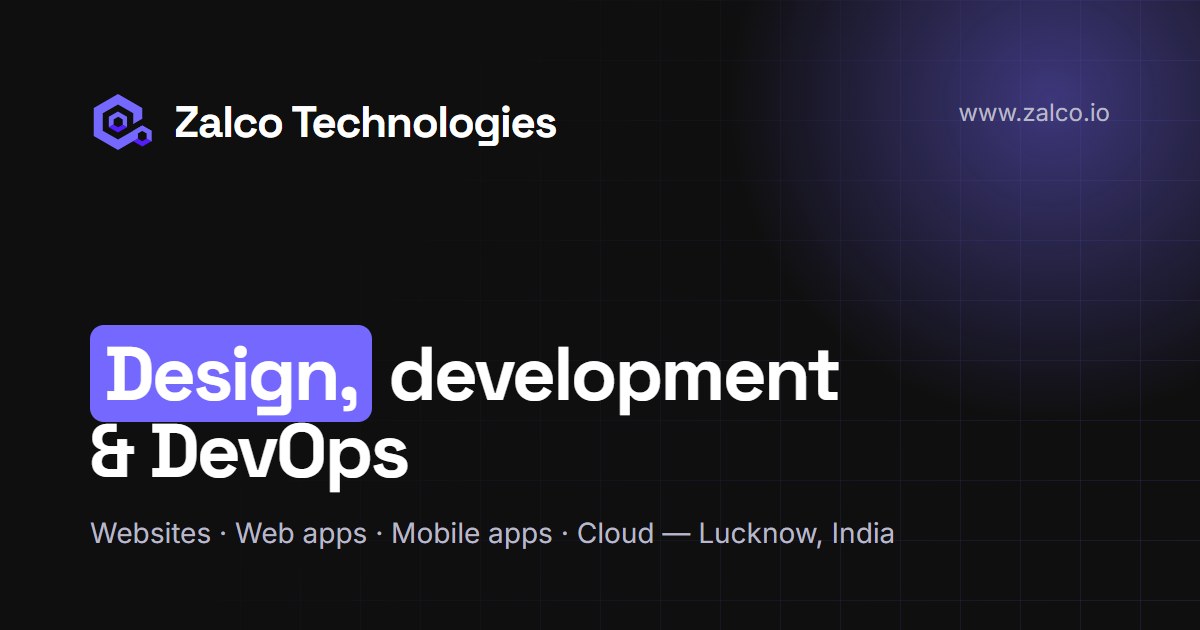 Zalco Technologies
www.zalco.io
Design, development
& DevOps
Websites · Web apps · Mobile apps · Cloud — Lucknow, India